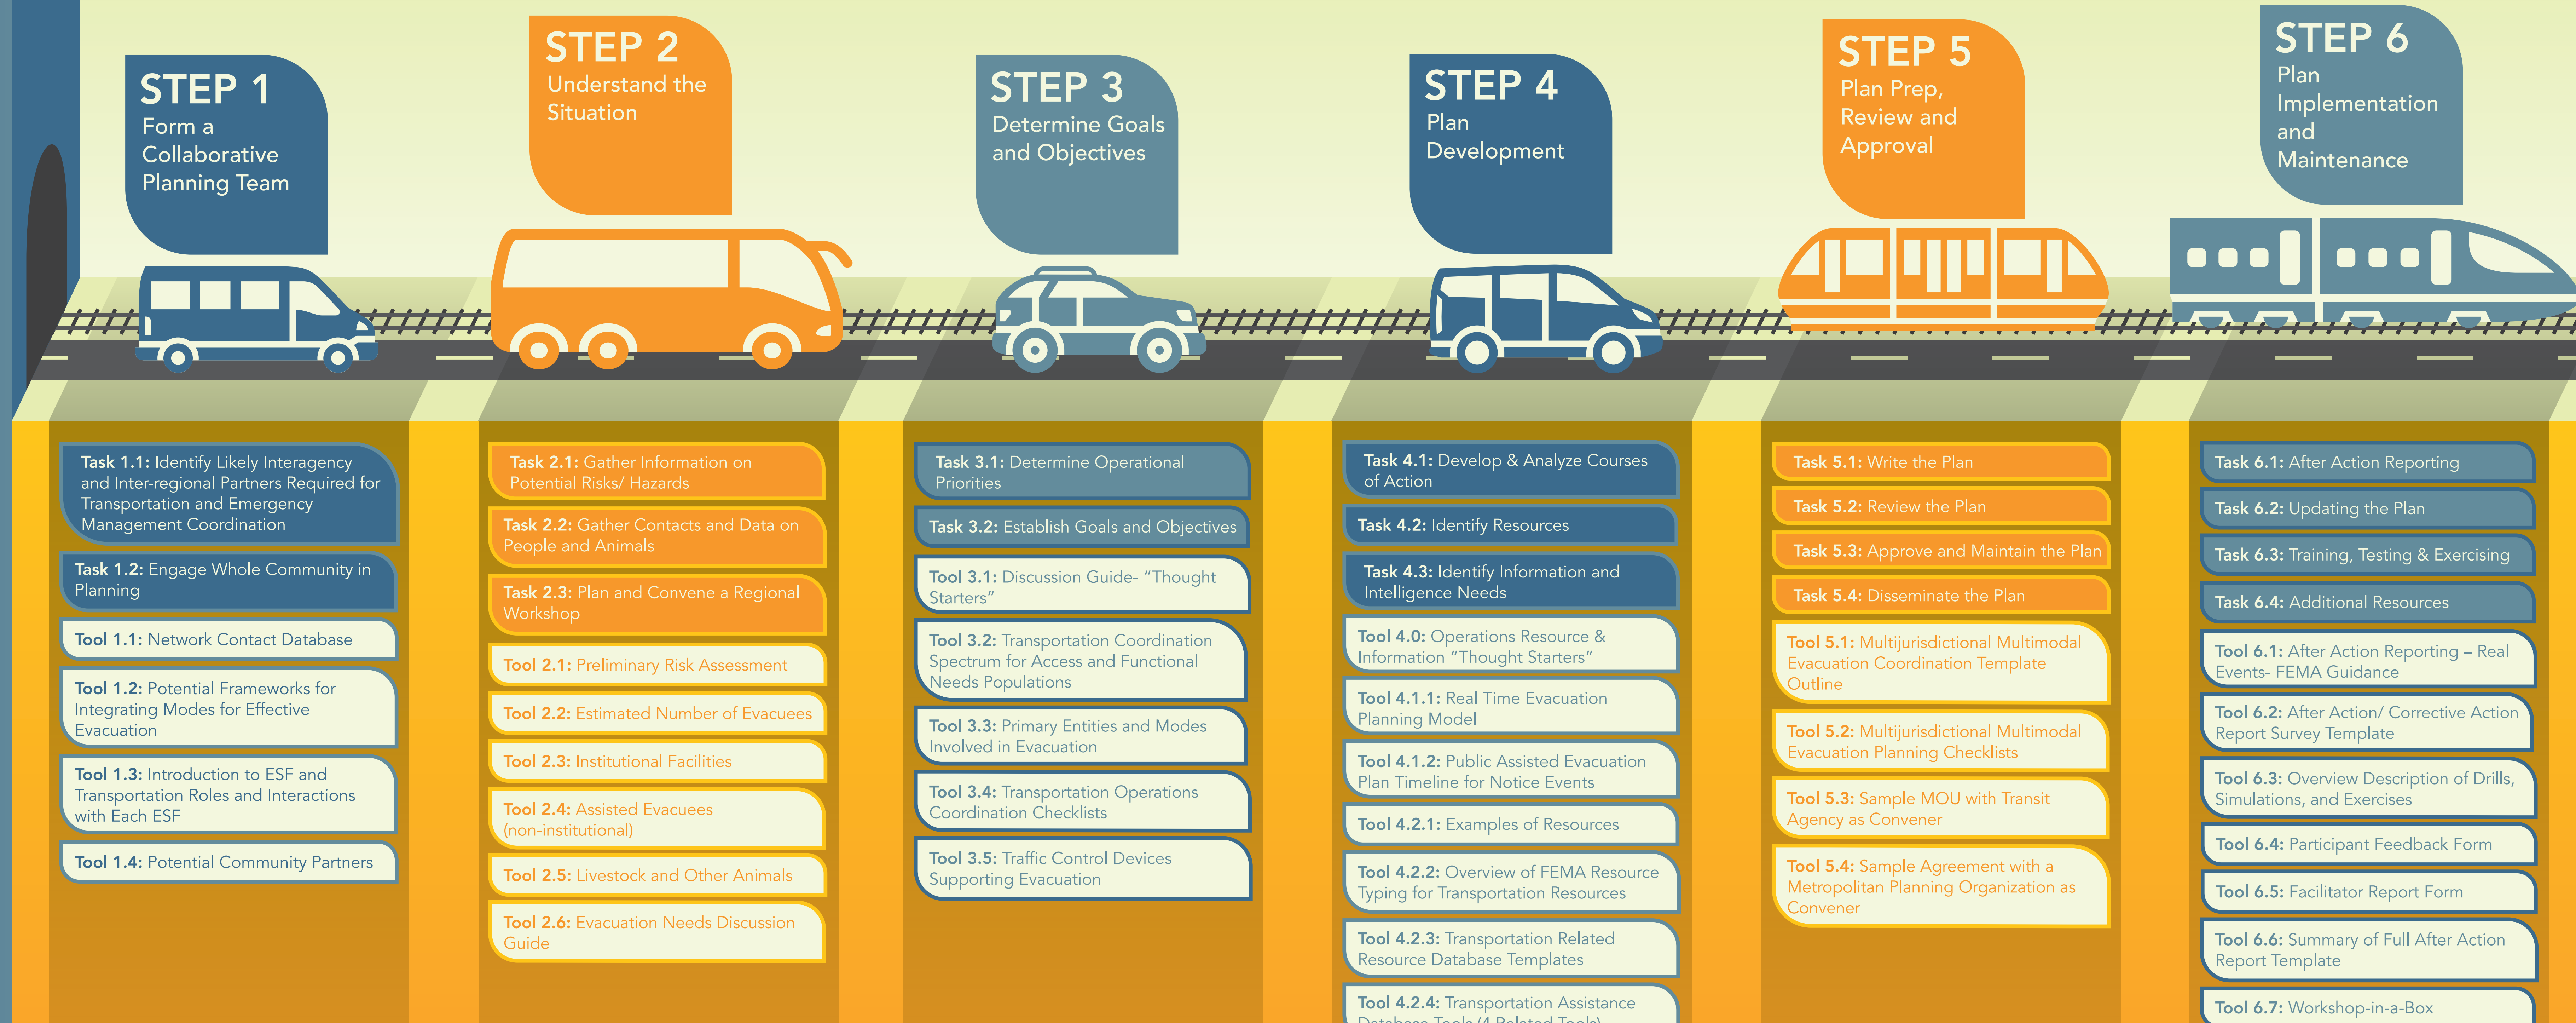 STEP 1
Form a
Collaborative
Planning Team
STEP 2
Understand the
Situation
STEP 3
Determine Goals
and Objectives
STEP 4
Plan
Development
STEP 5
Plan Prep,
Review and
Approval
STEP 6
Plan
Implementation
and
Maintenance
Task 1.1: Identify Likely Interagency
and Inter-regional Partners Required for
Transportation and Emergency
Management Coordination
Task 1.2: Engage Whole Community in
Planning
Tool 1.1: Network Contact Database
Tool 1.2: Potential Frameworks for
Integrating Modes for Effective
Evacuation
Tool 1.3: Introduction to ESF and
Transportation Roles and Interactions
with Each ESF
Tool 1.4: Potential Community Partners
Task 2.1: Gather Information on
Potential Risks/ Hazards
Task 2.2: Gather Contacts and Data on
People and Animals
Task 2.3: Plan and Convene a Regional
Workshop
Tool 2.1: Preliminary Risk Assessment
Tool 2.2: Estimated Number of Evacuees
Tool 2.3: Institutional Facilities
Tool 2.4: Assisted Evacuees
(non-institutional)
Tool 2.5: Livestock and Other Animals
Tool 2.6: Evacuation Needs Discussion
Guide
Task 3.1: Determine Operational
Priorities
Task 3.2: Establish Goals and Objectives
Tool 3.1: Discussion Guide- “Thought
Starters”
Tool 3.2: Transportation Coordination
Spectrum for Access and Functional
Needs Populations
Tool 3.3: Primary Entities and Modes
Involved in Evacuation
Tool 3.4: Transportation Operations
Coordination Checklists
Tool 3.5: Traffic Control Devices
Supporting Evacuation
Task 4.1: Develop & Analyze Courses
of Action
Task 4.2: Identify Resources
Task 4.3: Identify Information and
Intelligence Needs
Tool 4.0: Operations Resource &
Information “Thought Starters”
Tool 4.1.1: Real Time Evacuation
Planning Model
Tool 4.1.2: Public Assisted Evacuation
Plan Timeline for Notice Events
Tool 4.2.1: Examples of Resources
Tool 4.2.2: Overview of FEMA Resource
Typing for Transportation Resources
Tool 4.2.3: Transportation Related
Resource Database Templates
Tool 4.2.4: Transportation Assistance
Database Tools (4 Related Tools)
Task 5.1: Write the Plan
Task 5.2: Review the Plan
Task 5.3: Approve and Maintain the Plan
Task 5.4: Disseminate the Plan
Tool 5.1: Multijurisdictional Multimodal
Evacuation Coordination Template
Outline
Tool 5.2: Multijurisdictional Multimodal
Evacuation Planning Checklists
Tool 5.3: Sample MOU with Transit
Agency as Convener
Tool 5.4: Sample Agreement with a
Metropolitan Planning Organization as
Convener
Task 6.1: After Action Reporting
Task 6.2: Updating the Plan
Task 6.3: Training, Testing & Exercising
Task 6.4: Additional Resources
Tool 6.1: After Action Reporting – Real
Events- FEMA Guidance
Tool 6.2: After Action/ Corrective Action
Report Survey Template
Tool 6.3: Overview Description of Drills,
Simulations, and Exercises
Tool 6.4: Participant Feedback Form
Tool 6.5: Facilitator Report Form
Tool 6.6: Summary of Full After Action
Report Template
Tool 6.7: Workshop-in-a-Box